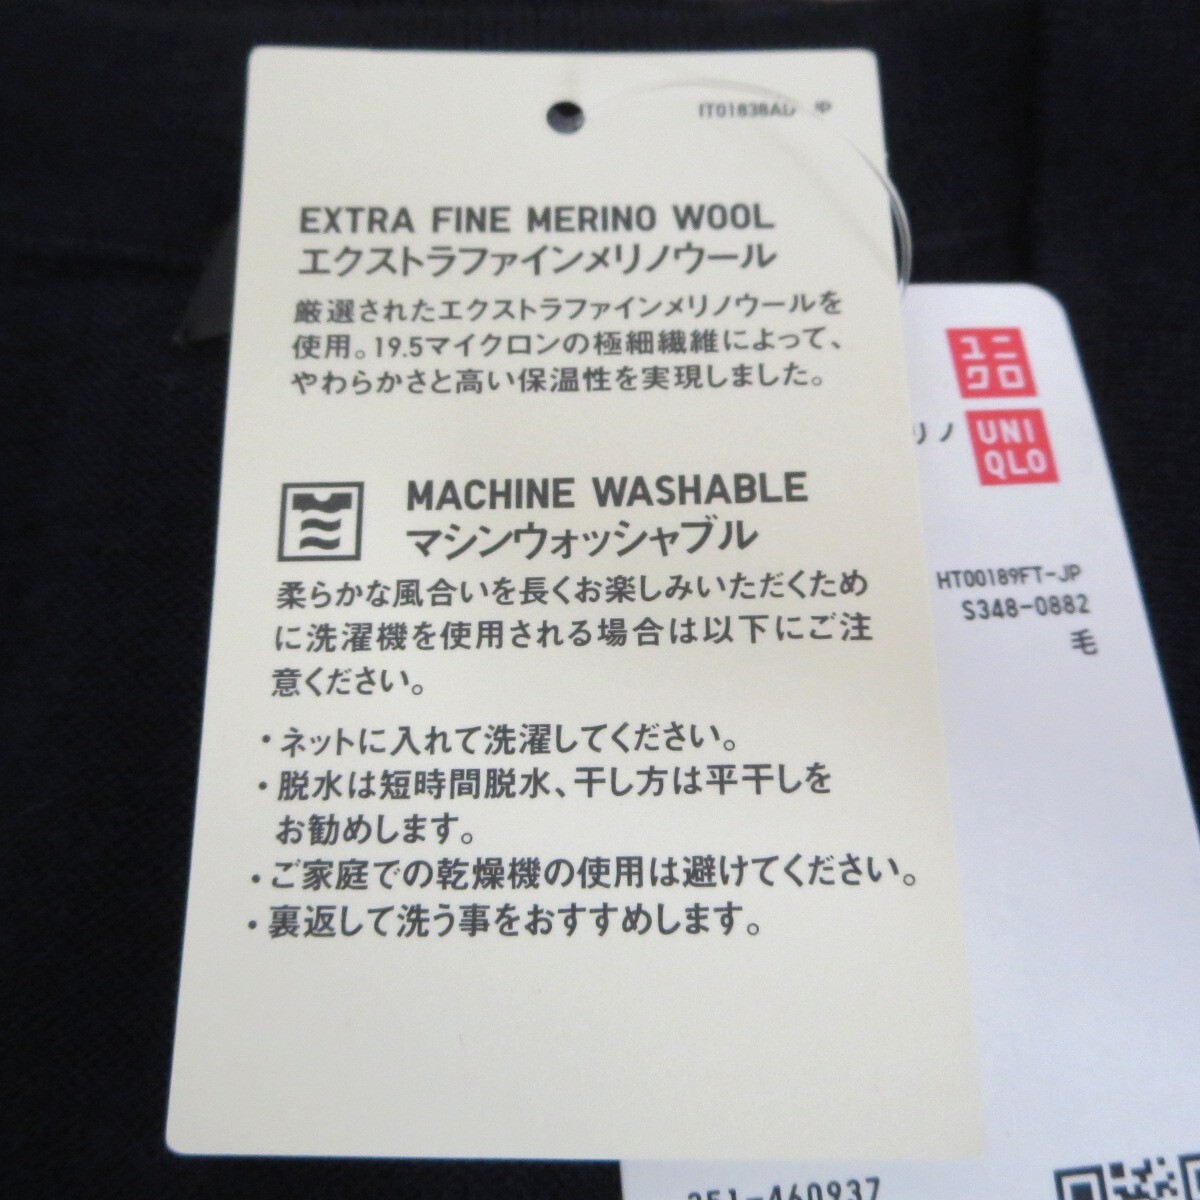 EXTRA FINE MERINO WOOL
エクストラファインメリノウール
厳選されたエクストラファインメリノウールを
使用。19.5マイクロンの極細繊維によって、
やわらかさと高い保温性を実現しました。
MACHINE WASHABLE
マシンウォッシャブル
柔らかな風合いを長くお楽しみいただくため
に洗濯機を使用される場合は以下にご注
意ください。
・ネットに入れて洗濯してください。
・脱水は短時間脱水、干し方は平干しを
お勧めします。
・ご家庭での乾燥機の使用は避けてください。
・裏返して洗う事をおすすめします。
ユニ
クロ
リノ
UNI
QLO
HT00189FT-JP
S348-0882
毛
351-460937